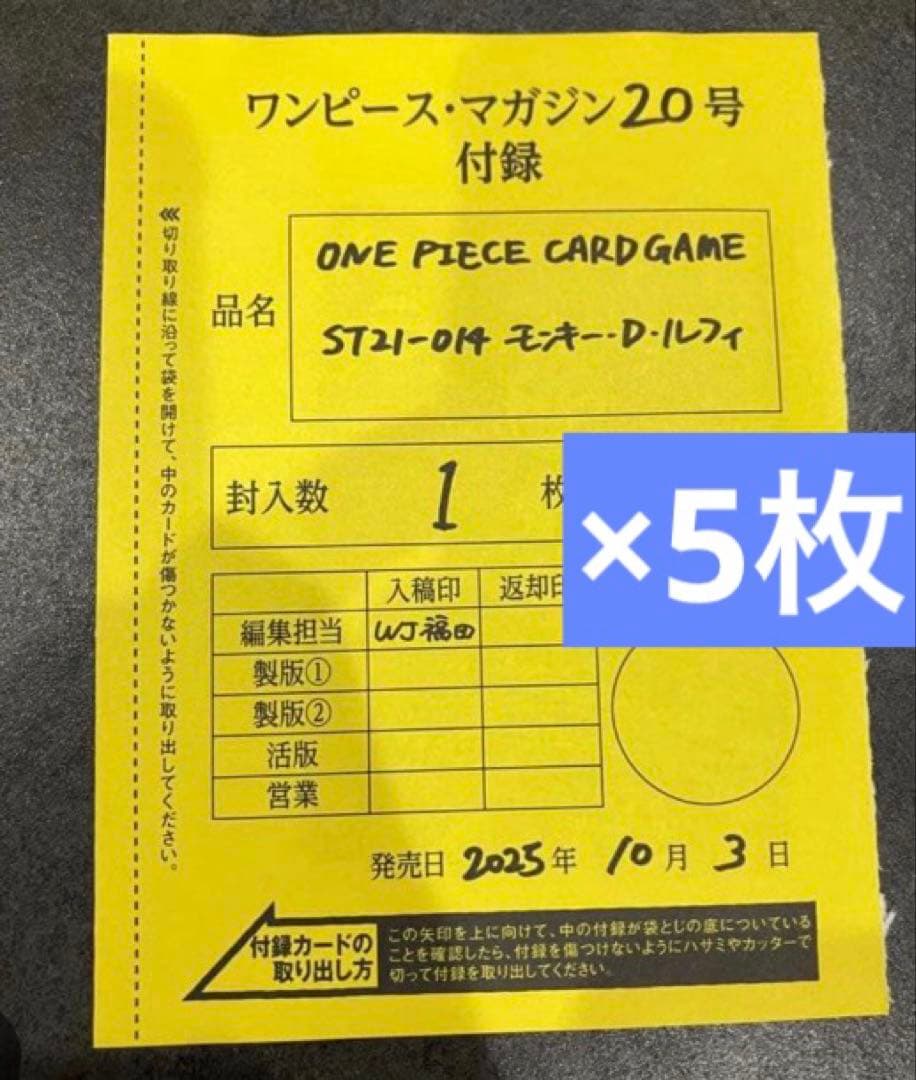 ワンピース・マガジン20号
付録
品名
ONE PIECE CARD GAME
ST21-014 モンキー・D・ルフィ
封入数 1 枚
×5枚
入稿印 返却印
編集担当 WJ福田
製版①
製版②
活版
営業
発売日 2025年 10月 3日
≪切り取り線に沿って袋を開けて、中のカードが傷つかないように取り出してください。
付録カードの
取り出し方
この矢印を上に向けて、中の付録が袋とじの底についている
ことを確認したら、付録を傷つけないようにハサミやカッターで
切って付録を取り出してください。